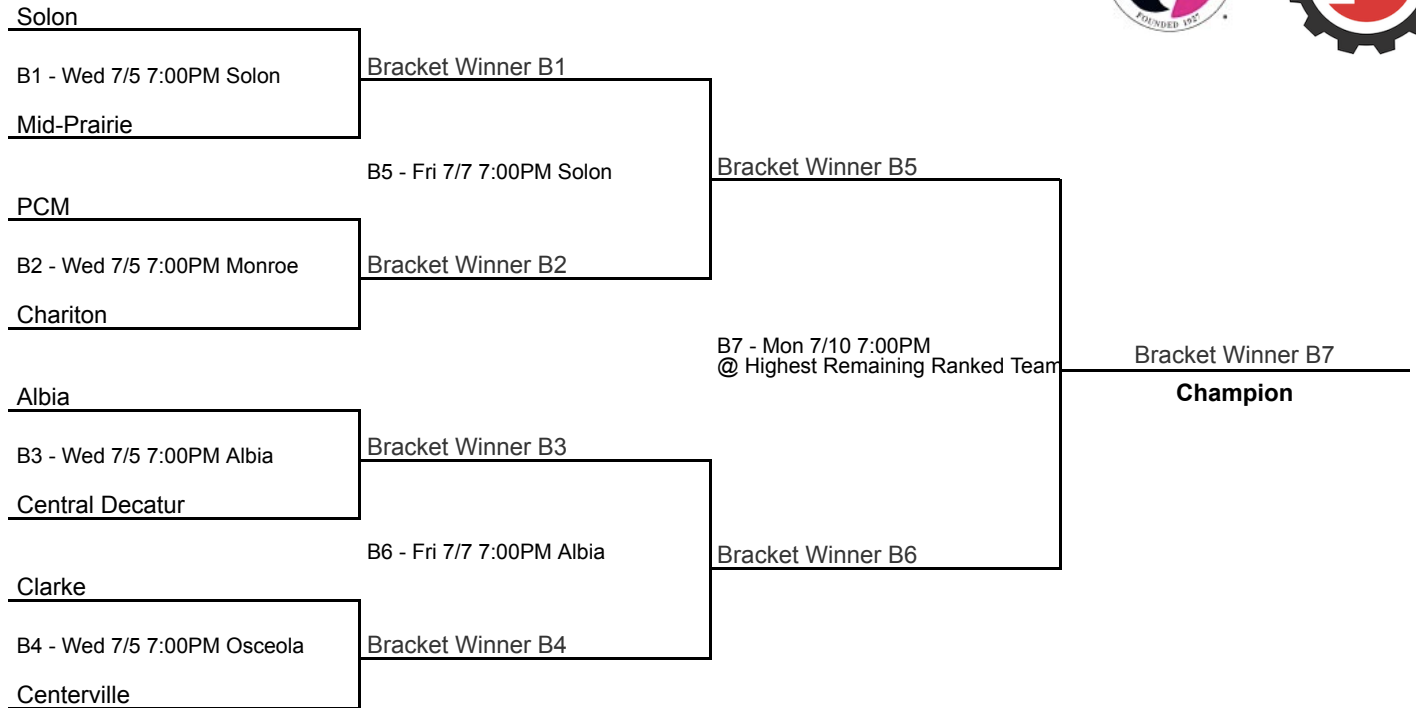 Solon
B1 - Wed 7/5 7:00PM Solon
Mid-Prairie
Bracket Winner B1
B5 - Fri 7/7 7:00PM Solon
PCM
B2 - Wed 7/5 7:00PM Monroe
Chariton
Bracket Winner B2
Bracket Winner B5
Albia
B3 - Wed 7/5 7:00PM Albia
Central Decatur
Bracket Winner B3
B6 - Fri 7/7 7:00PM Albia
Clarke
B4 - Wed 7/5 7:00PM Osceola
Centerville
Bracket Winner B4
Bracket Winner B6
B7 - Mon 7/10 7:00PM
@ Highest Remaining Ranked Team
Bracket Winner B7
Champion
FOUNDED 1927